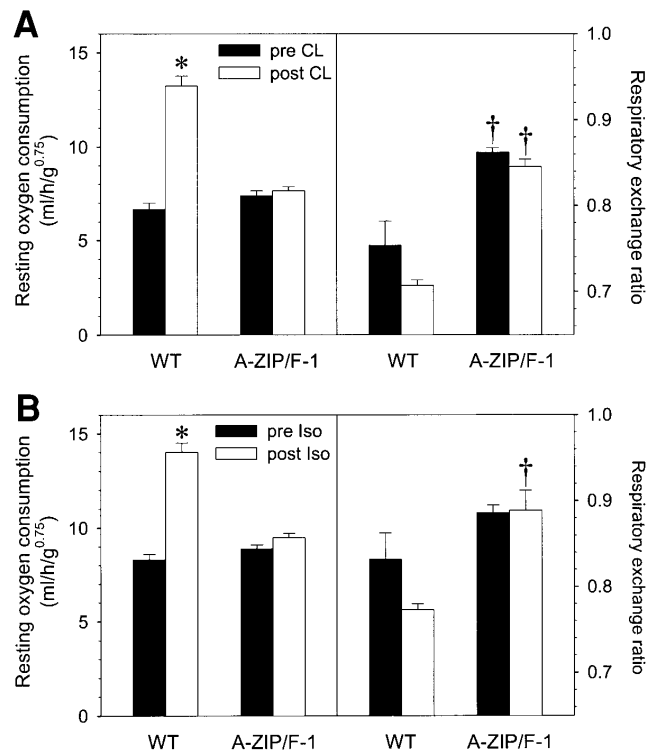 A
Resting oxygen consumption
(ml/h/g^0.75)
15
10
5
0
pre CL
post CL
*
†
†
1.0
0.9
0.8
0.7
Respiratory exchange ratio
WT
A-ZIP/F-1
WT
A-ZIP/F-1
B
Resting oxygen consumption
(ml/h/g^0.75)
15
10
5
0
pre Iso
post Iso
*
†
1.0
0.9
0.8
0.7
Respiratory exchange ratio
WT
A-ZIP/F-1
WT
A-ZIP/F-1